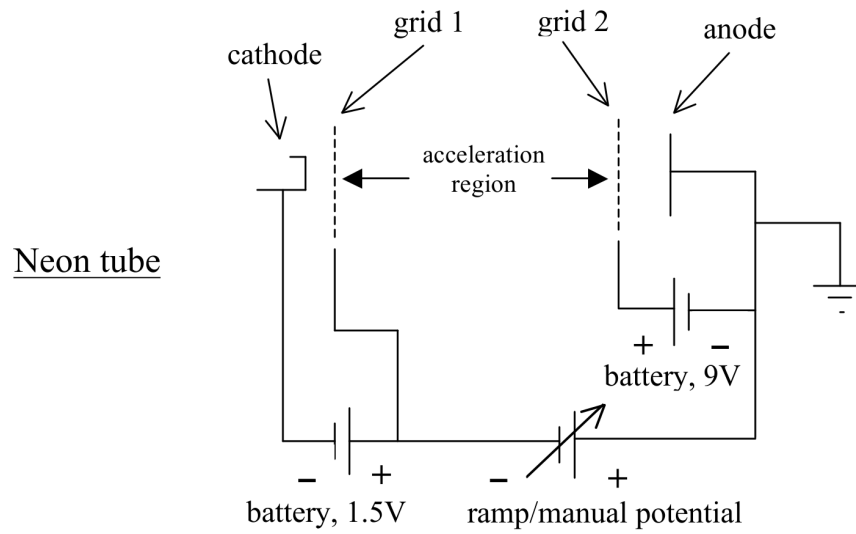 grid 1
grid 2
anode
cathode
acceleration
region
Neon tube
+ −
battery, 9V
− +
− +
battery, 1.5V
ramp/manual potential